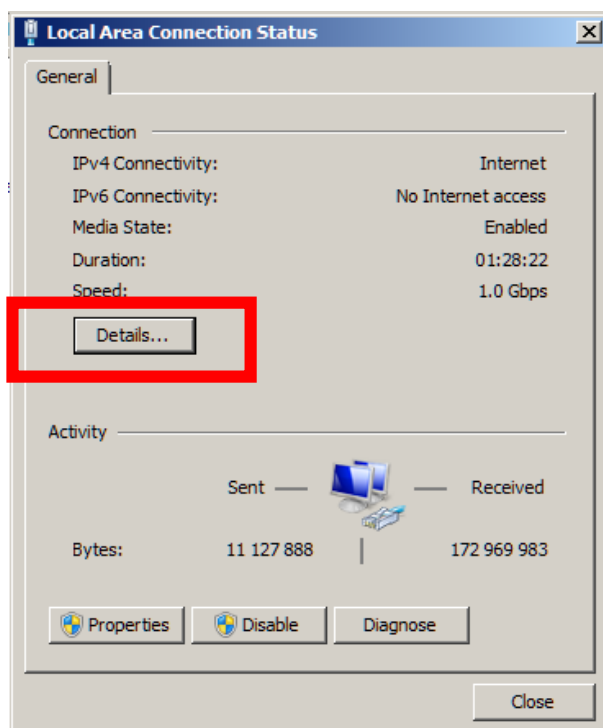 Local Area Connection Status
General
Connection
IPv4 Connectivity: Internet
IPv6 Connectivity: No Internet access
Media State: Enabled
Duration: 01:28:22
Speed: 1.0 Gbps
Details...
Activity
Sent Received
Bytes: 11 127 888 172 969 983
Properties Disable Diagnose
Close